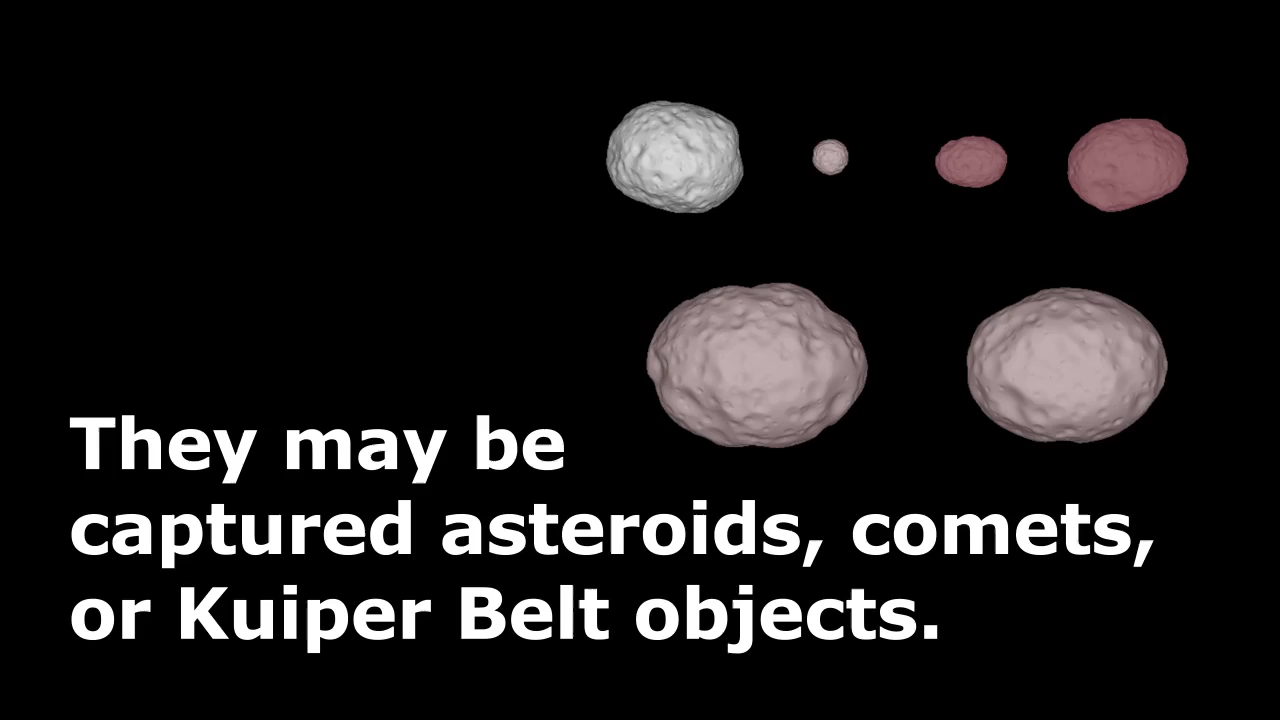 They may be
captured asteroids, comets,
or Kuiper Belt objects.